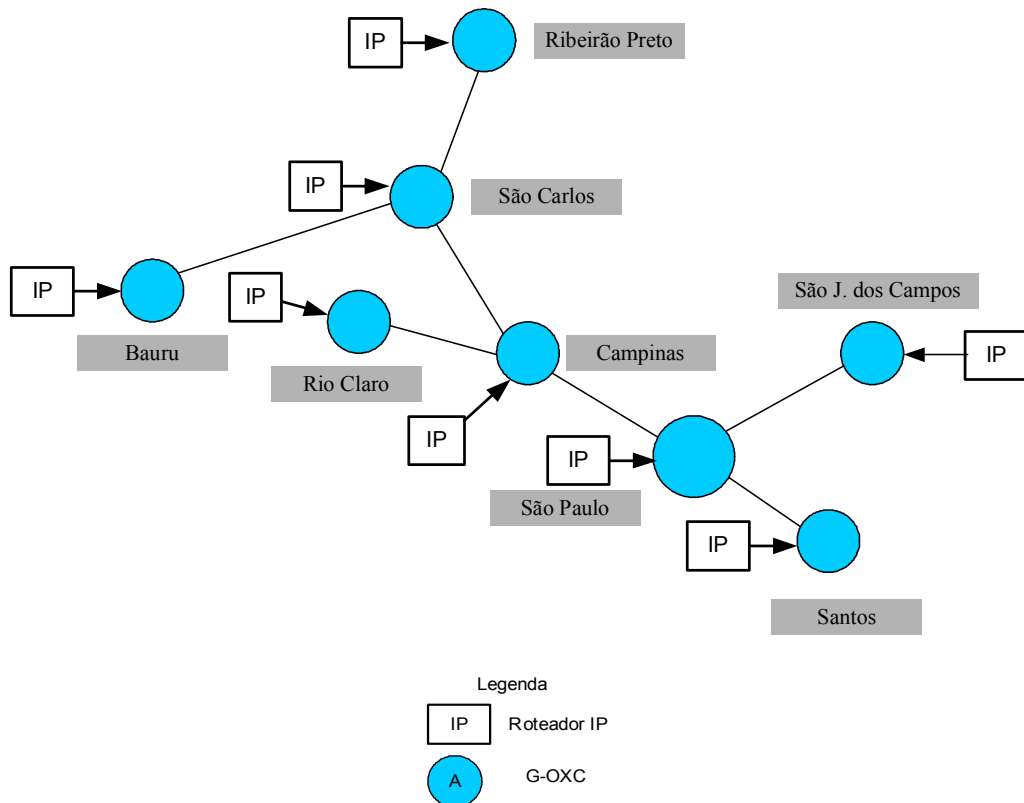 IP
Ribeirão Preto
IP
São Carlos
IP
Bauru
IP
Rio Claro
Campinas
IP
São J. dos Campos
IP
IP
São Paulo
IP
Santos
Legenda
IP
Roteador IP
A
G-OXC